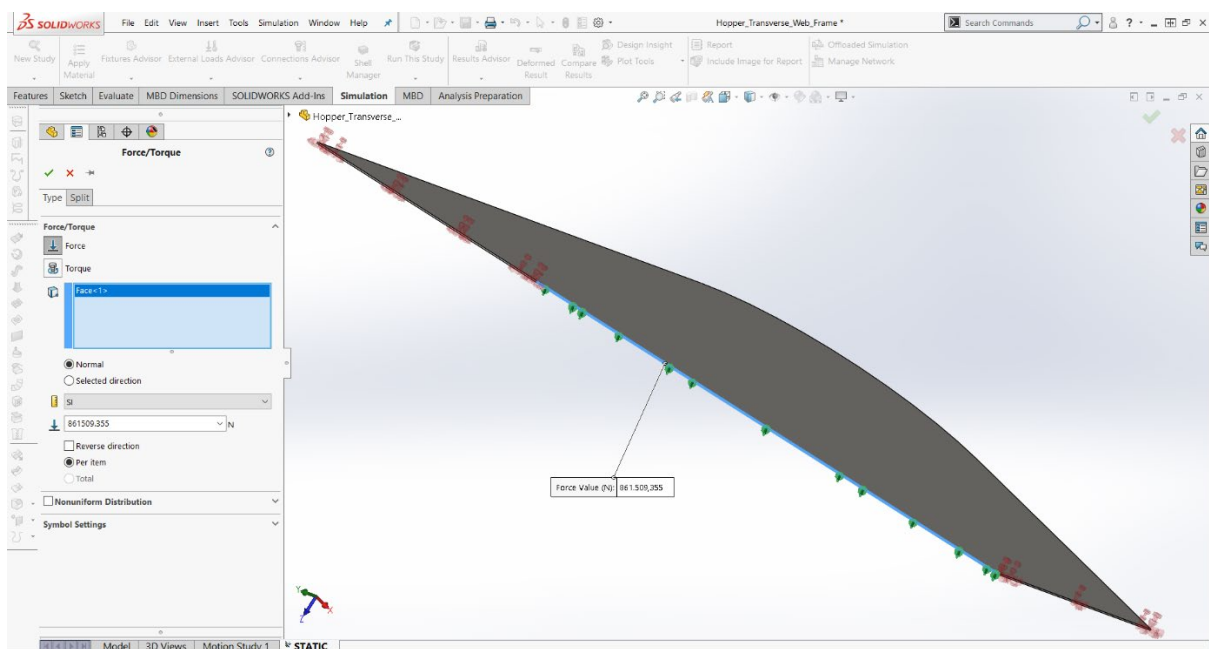 SOLIDWORKS File Edit View Insert Tools Simulation Window Help Hopper_Transverse_Web_Frame * Search Commands
New Study Apply Material Fixtures Advisor External Loads Advisor Connections Advisor Shell Manager Run This Study Results Advisor Deformed Result Compare Results Design Insight Plot Tools Report Include Image for Report Offloaded Simulation Manage Network
Features Sketch Evaluate MBD Dimensions SOLIDWORKS Add-Ins Simulation MBD Analysis Preparation
Hopper_Transverse_...
Force/Torque
Type Split
Force/Torque
Force
Torque
Face<1>
Normal
Selected direction
SI
861509.355 N
Reverse direction
Per item
Total
Nonuniform Distribution
Symbol Settings
Force Value (N): 861.509,355
Y
X
Z
Model 3D Views Motion Study 1 STATIC